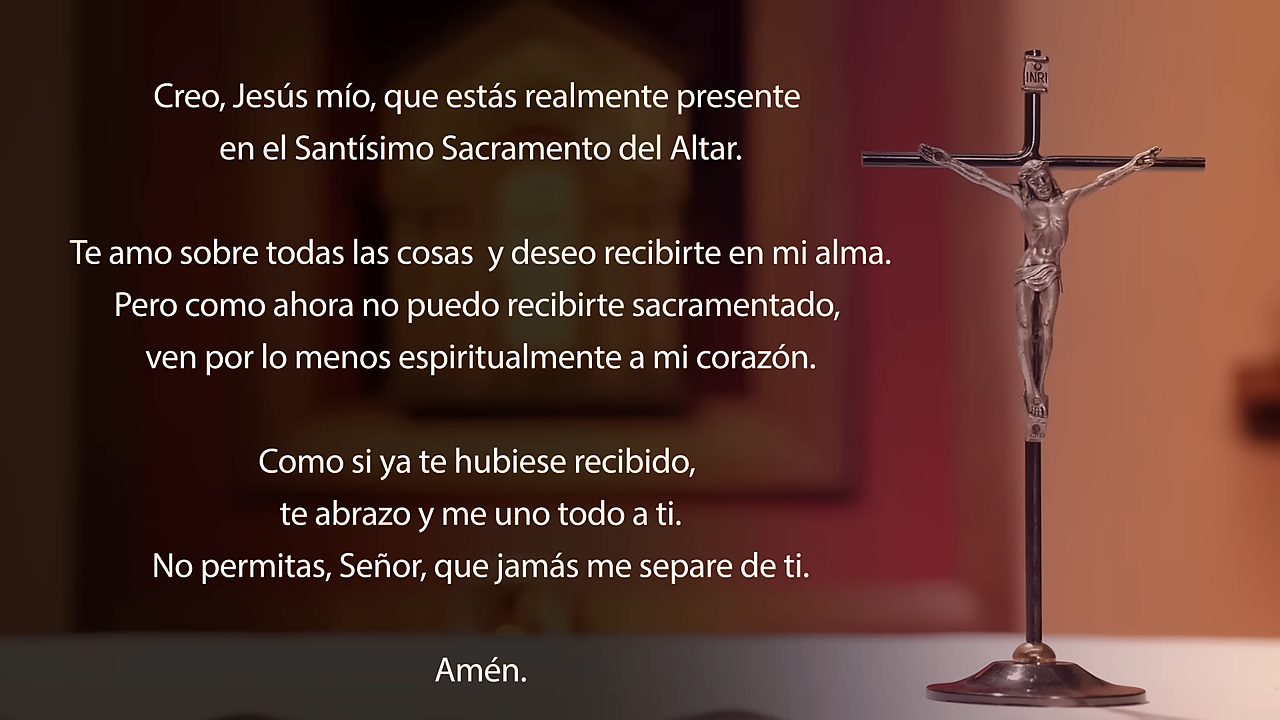 Creo, Jesús mío, que estás realmente presente
en el Santísimo Sacramento del Altar.
Te amo sobre todas las cosas  y deseo recibirte en mi alma.
Pero como ahora no puedo recibirte sacramentado,
ven por lo menos espiritualmente a mi corazón.
Como si ya te hubiese recibido,
te abrazo y me uno todo a ti.
No permitas, Señor, que jamás me separe de ti.
Amén.
INRI